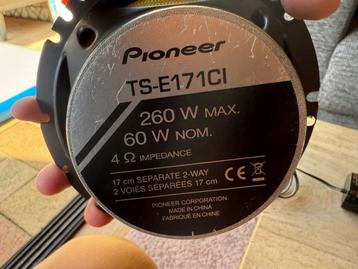 Pioneer
TS-E171CI
260 W MAX.
60 W NOM.
4 Ω IMPEDANCE
17 cm SEPARATE 2-WAY
2 VOIES SÉPARÉES 17 cm
CE
PIONEER CORPORATION
MADE IN CHINA
FABRIQUÉ EN CHINE